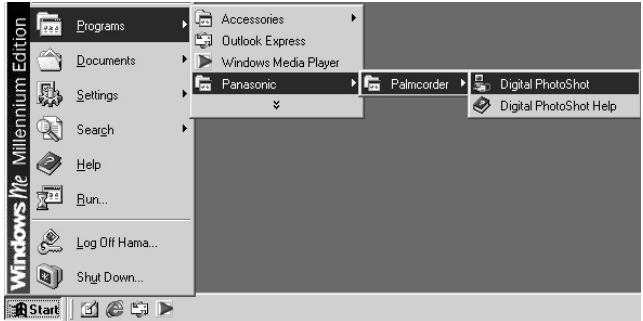 Windows Me Millennium Edition
Programs
Documents
Settings
Search
Help
Run...
Log Off Hama...
Shut Down...
Accessories
Outlook Express
Windows Media Player
Panasonic
Palmcorder
Digital PhotoShot
Digital PhotoShot Help
Start